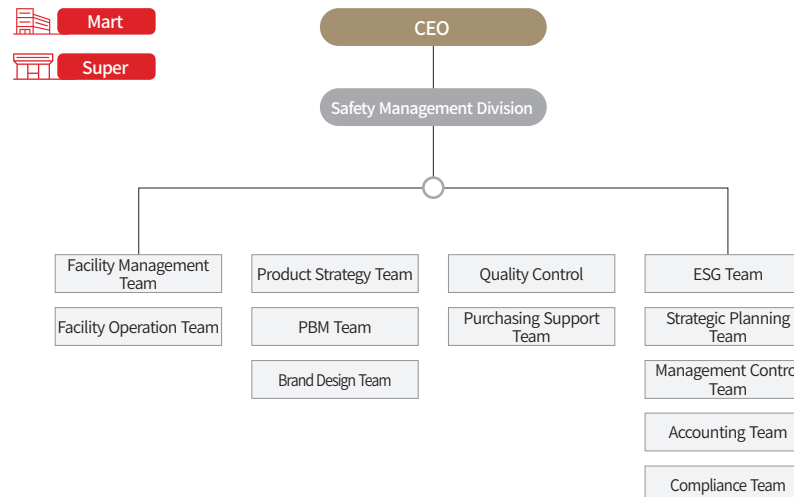 Mart
Super
CEO
Safety Management Division
Facility Management
Team
Facility Operation Team
Product Strategy Team
PBM Team
Brand Design Team
Quality Control
Purchasing Support
Team
ESG Team
Strategic Planning
Team
Management Contro
Team
Accounting Team
Compliance Team